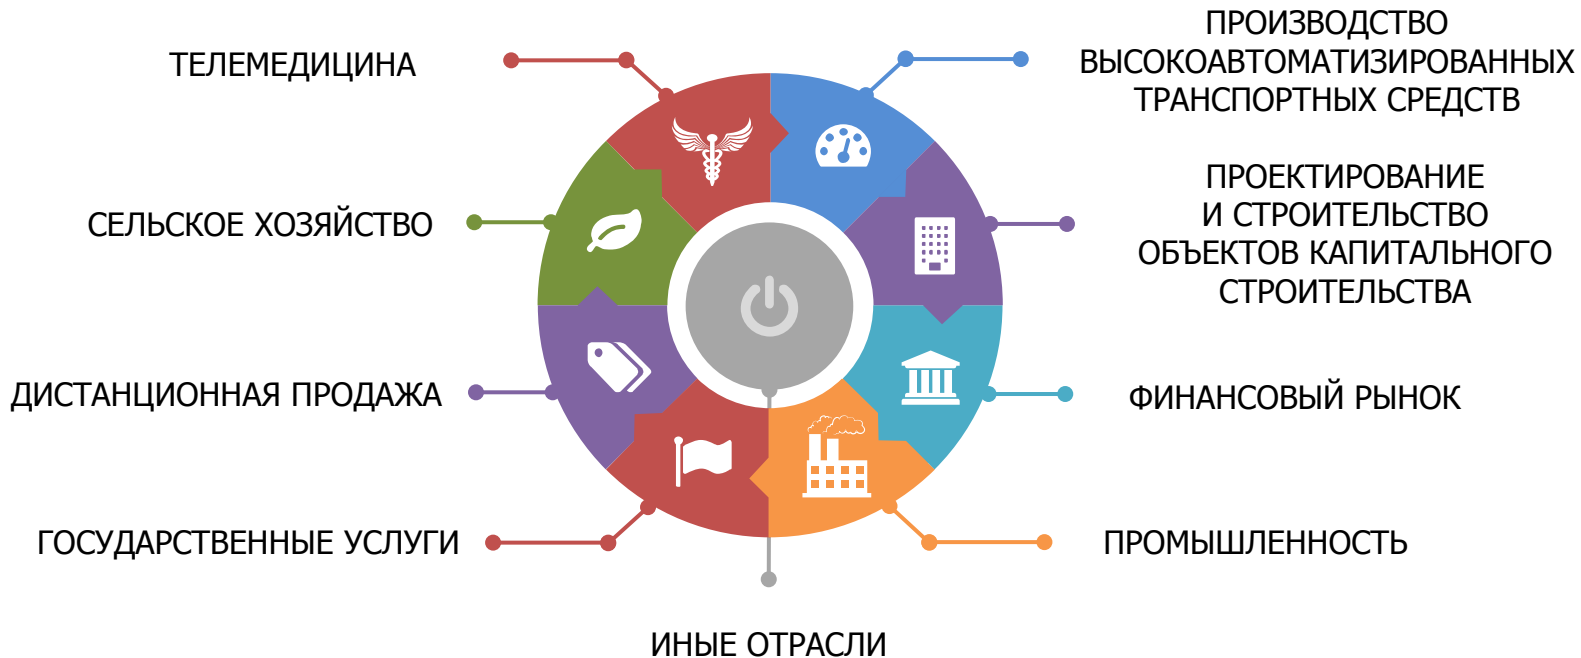 ТЕЛЕМЕДИЦИНА
СЕЛЬСКОЕ ХОЗЯЙСТВО
ДИСТАНЦИОННАЯ ПРОДАЖА
ГОСУДАРСТВЕННЫЕ УСЛУГИ
ПРОИЗВОДСТВО
ВЫСОКОАВТОМАТИЗИРОВАННЫХ
ТРАНСПОРТНЫХ СРЕДСТВ
ПРОЕКТИРОВАНИЕ
И СТРОИТЕЛЬСТВО
ОБЪЕКТОВ КАПИТАЛЬНОГО
СТРОИТЕЛЬСТВА
ФИНАНСОВЫЙ РЫНОК
ПРОМЫШЛЕННОСТЬ
ИНЫЕ ОТРАСЛИ